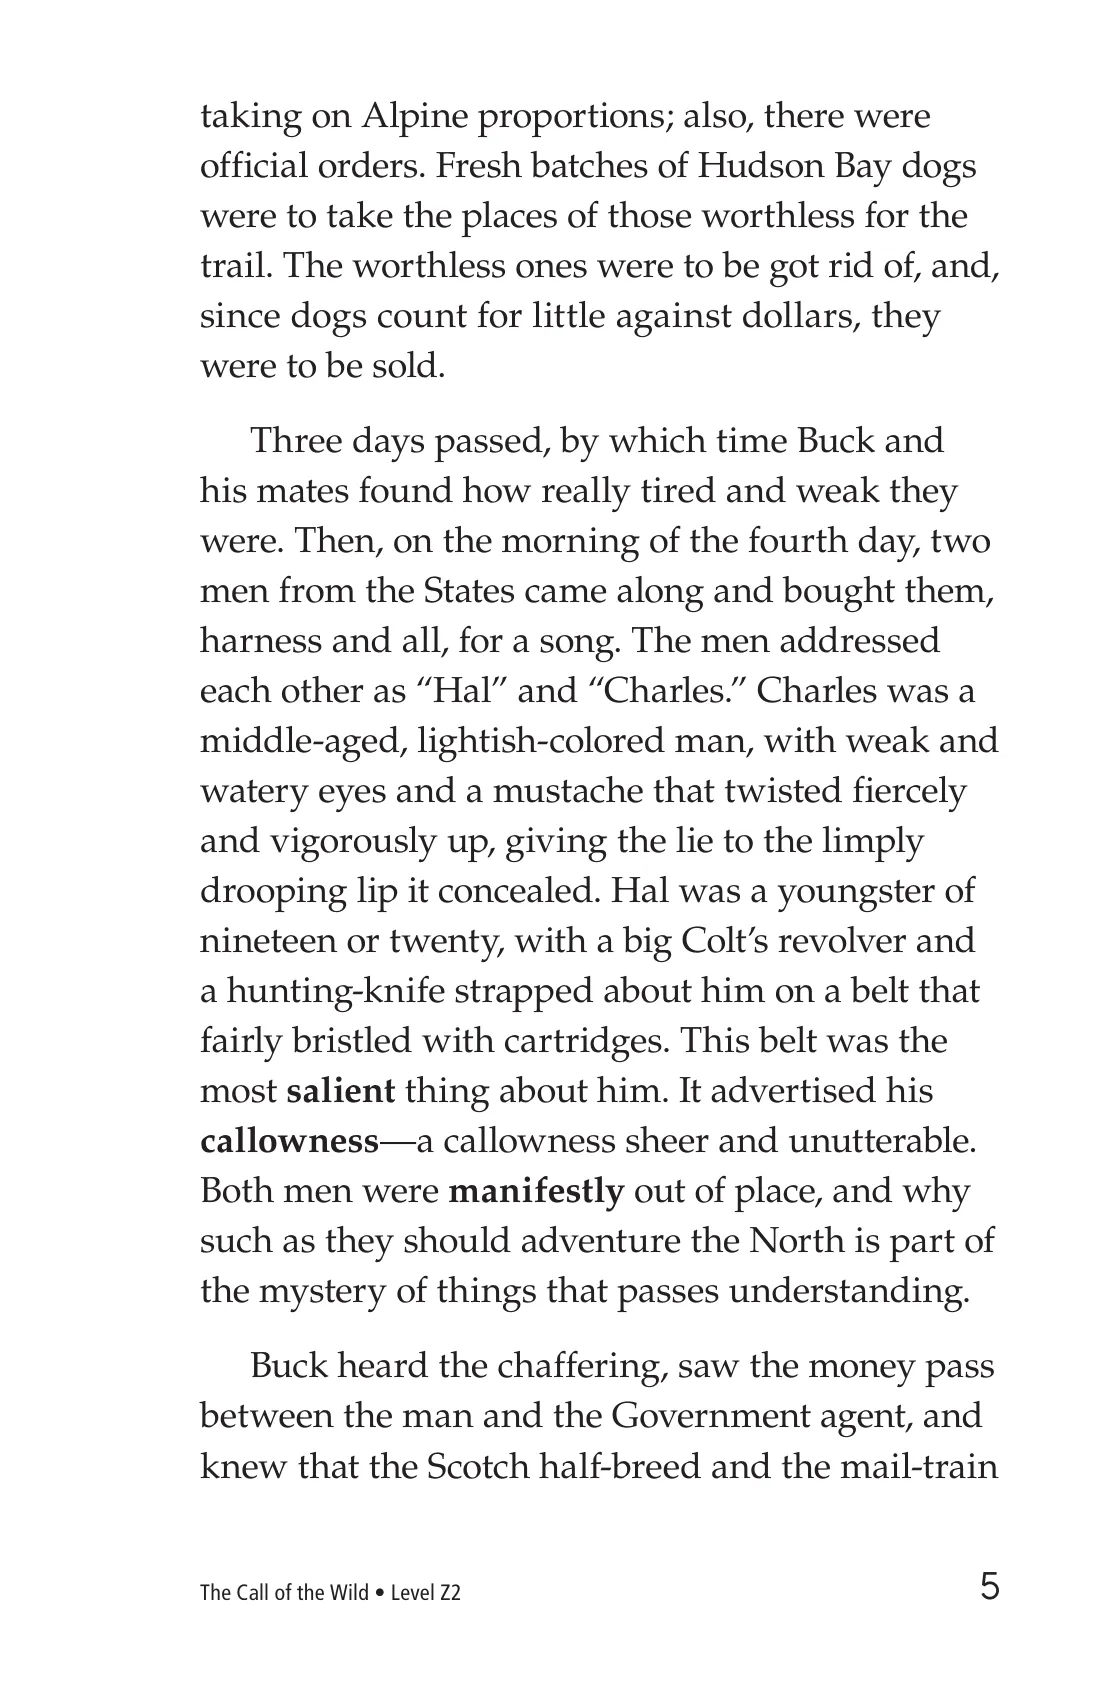 taking on Alpine proportions; also, there were
official orders. Fresh batches of Hudson Bay dogs
were to take the places of those worthless for the
trail. The worthless ones were to be got rid of, and,
since dogs count for little against dollars, they
were to be sold.
Three days passed, by which time Buck and
his mates found how really tired and weak they
were. Then, on the morning of the fourth day, two
men from the States came along and bought them,
harness and all, for a song. The men addressed
each other as “Hal” and “Charles.” Charles was a
middle-aged, lightish-colored man, with weak and
watery eyes and a mustache that twisted fiercely
and vigorously up, giving the lie to the limply
drooping lip it concealed. Hal was a youngster of
nineteen or twenty, with a big Colt’s revolver and
a hunting-knife strapped about him on a belt that
fairly bristled with cartridges. This belt was the
most salient thing about him. It advertised his
callowness—a callowness sheer and unutterable.
Both men were manifestly out of place, and why
such as they should adventure the North is part of
the mystery of things that passes understanding.
Buck heard the chaffering, saw the money pass
between the man and the Government agent, and
knew that the Scotch half-breed and the mail-train
The Call of the Wild • Level Z2
5